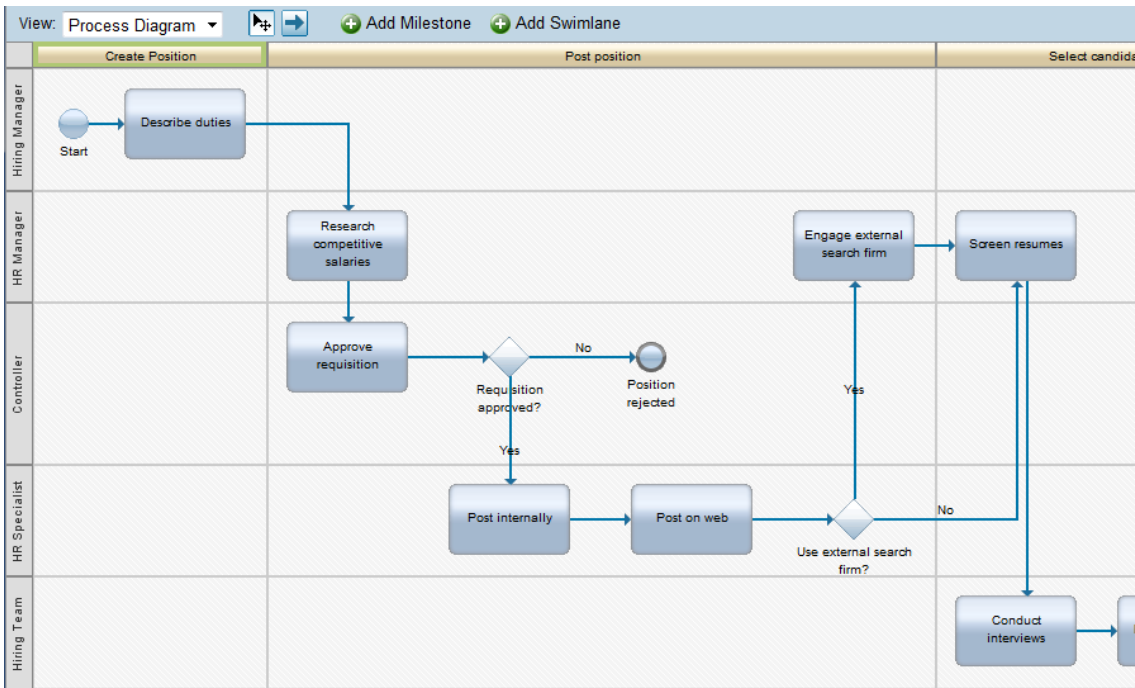 View: Process Diagram
Add Milestone
Add Swimlane
Create Position
Post position
Select candida
Hiring Manager
Start
Describe duties
HR Manager
Research
competitive
salaries
Engage external
search firm
Screen resumes
Controller
Approve
requisition
Requisition
approved?
No
Position
rejected
Yes
Yes
HR Specialist
Post internally
Post on web
Use external search
firm?
No
Hiring Team
Conduct
interviews